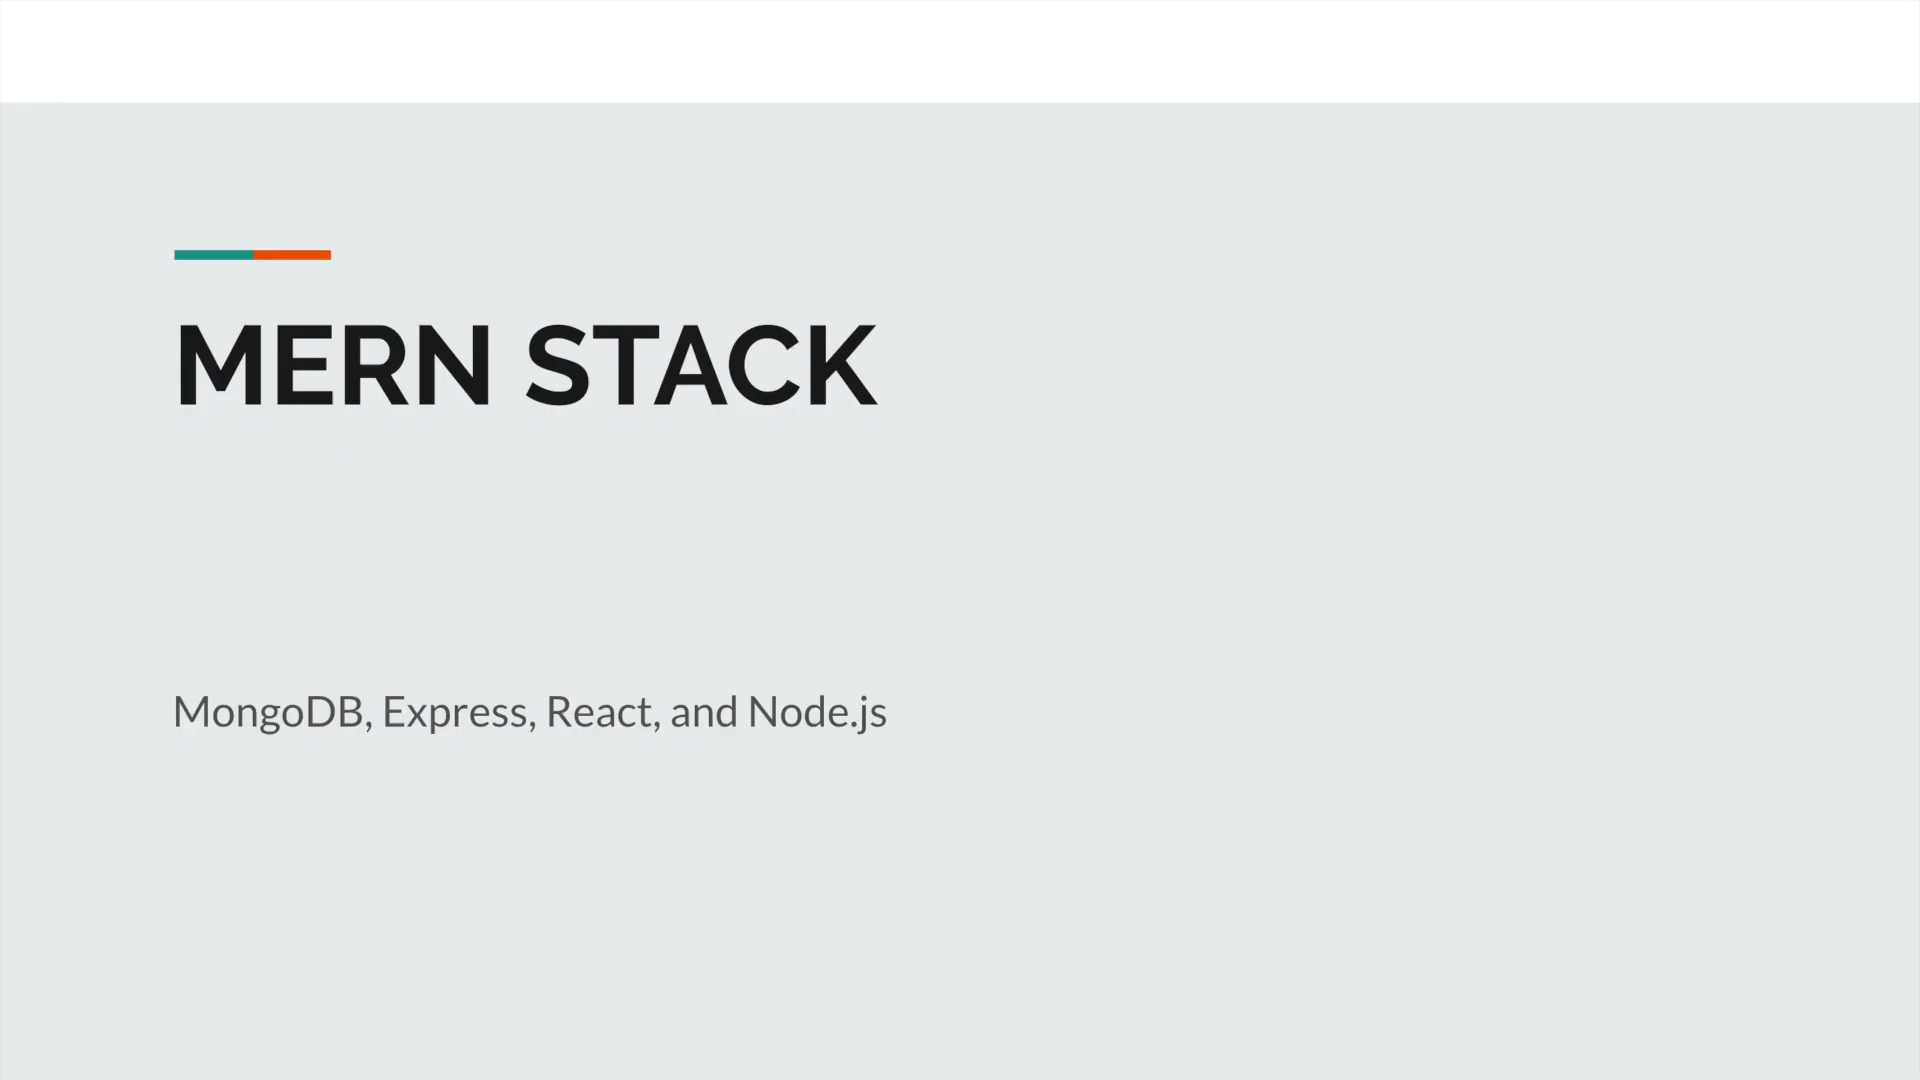 MERN STACK
MongoDB, Express, React, and Node.js